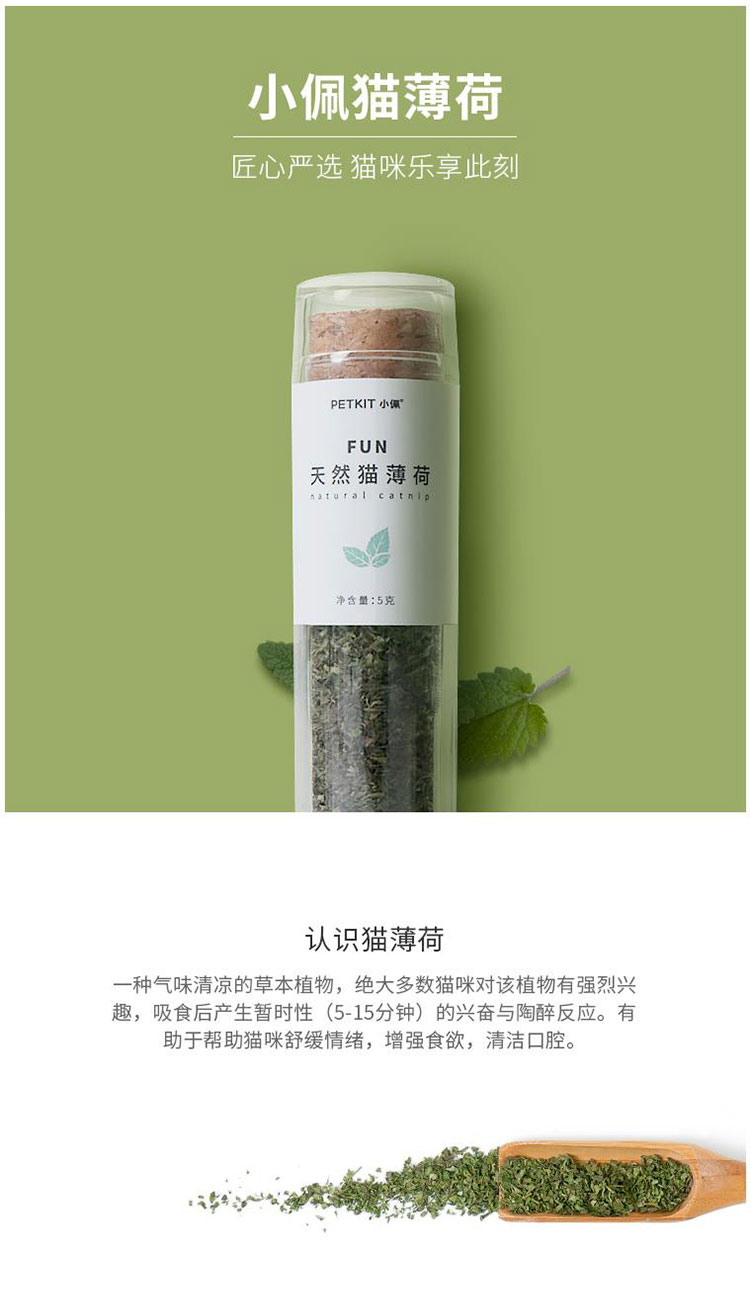 小佩猫薄荷
匠心严选 猫咪乐享此刻
PETKIT 小佩®
FUN
天然猫薄荷
natural catnip
净含量：5克
认识猫薄荷
一种气味清凉的草本植物，绝大多数猫咪对该植物有强烈兴
趣，吸食后产生暂时性（5-15分钟）的兴奋与陶醉反应。有
助于帮助猫咪舒缓情绪，增强食欲，清洁口腔。